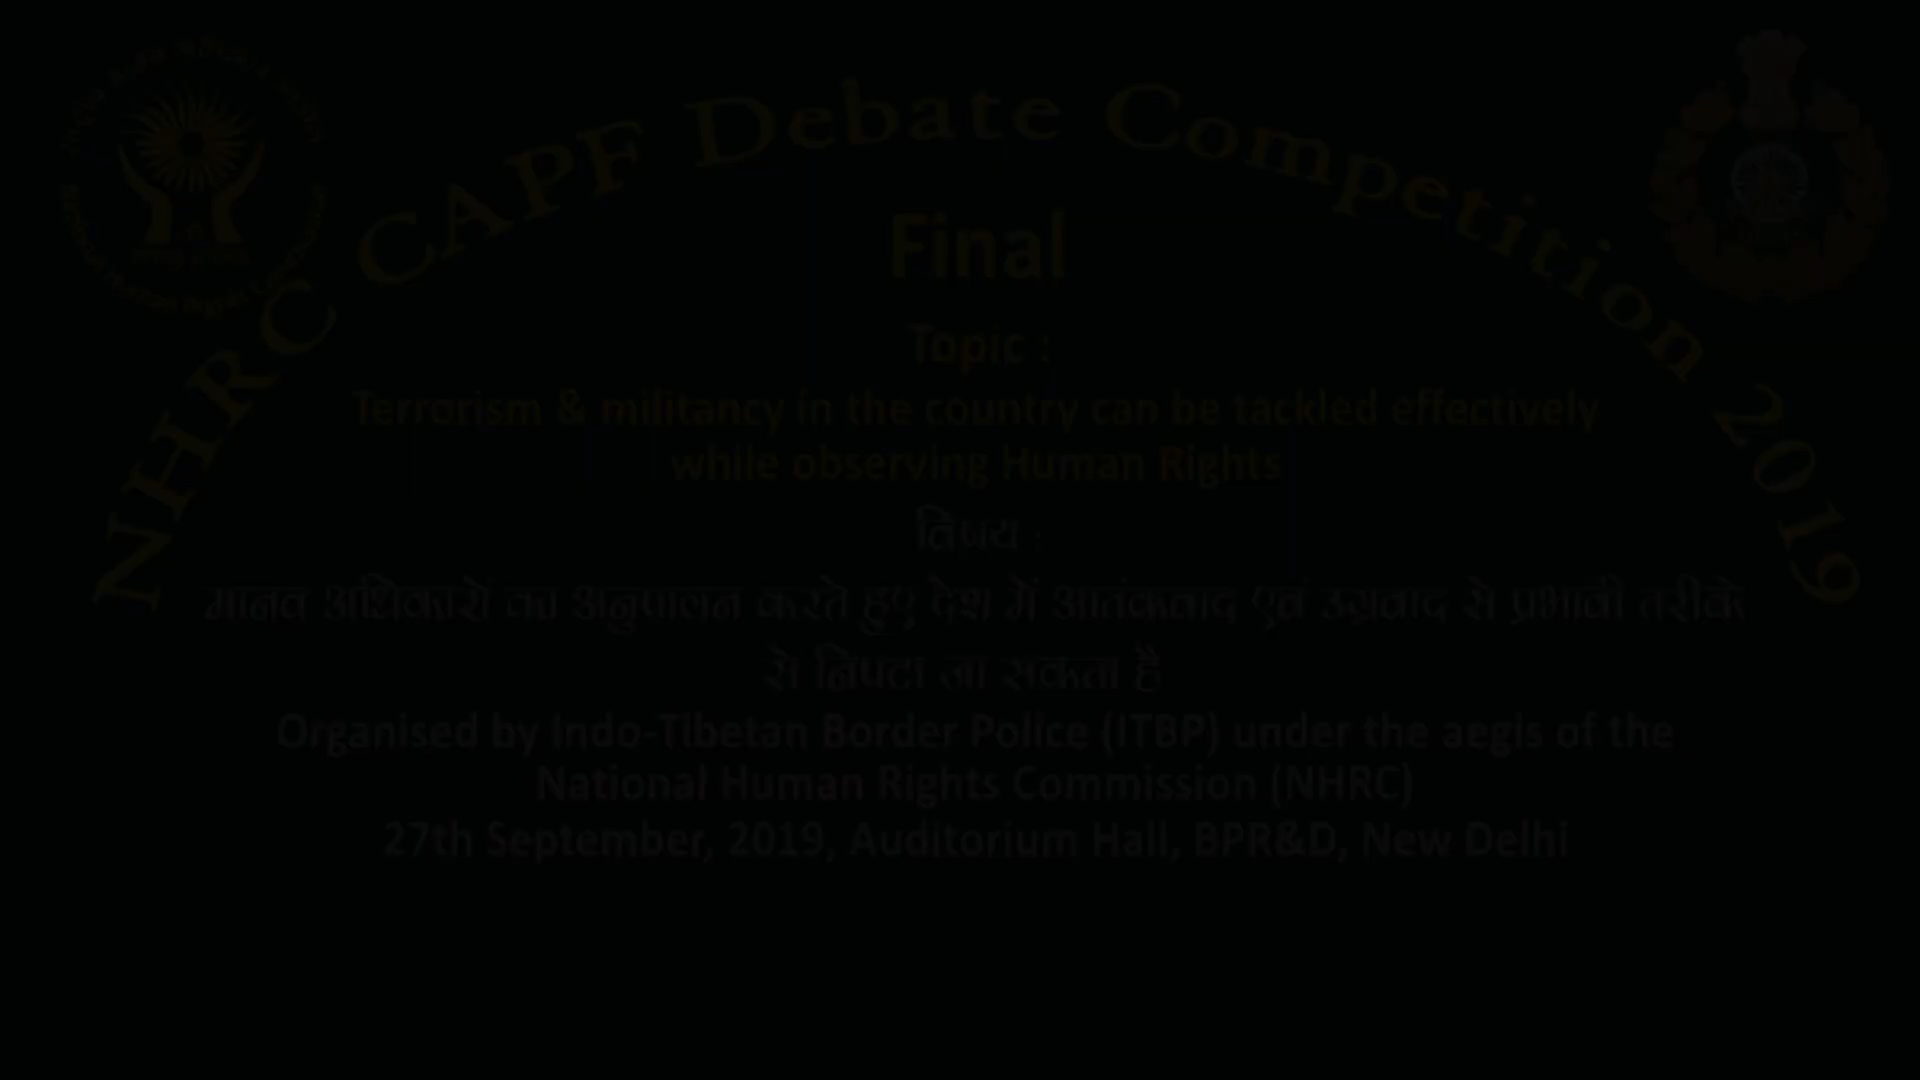 NHRC CAPF Debate Competition 2019
Final
Topic :
Terrorism & militancy in the country can be tackled effectively
while observing Human Rights
विषय :
मानव अधिकारों का अनुपालन करते हुए देश में आतंकवाद एवं उग्रवाद से प्रभावी तरीके
से निपटा जा सकता है
Organised by Indo-Tibetan Border Police (ITBP) under the aegis of the
National Human Rights Commission (NHRC)
27th September, 2019, Auditorium Hall, BPR&D, New Delhi